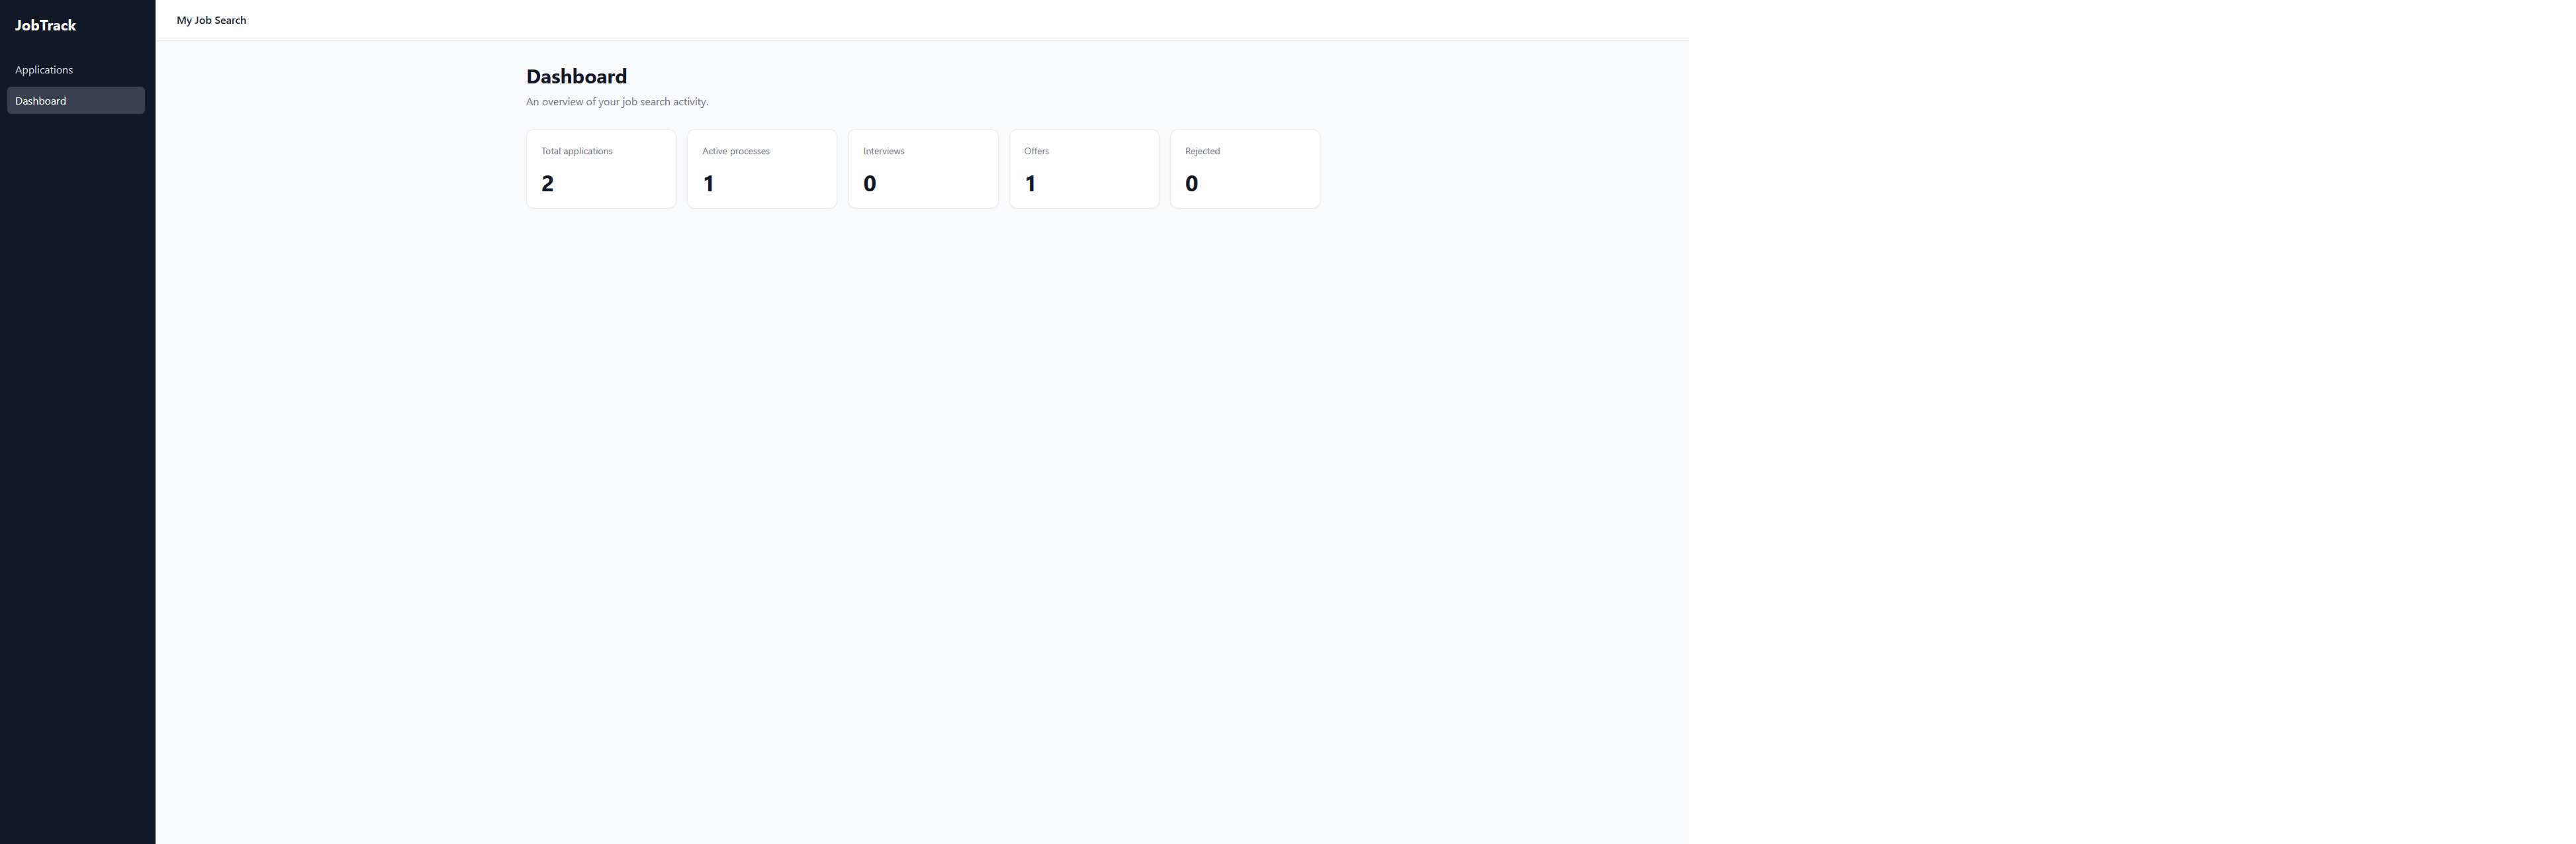 JobTrack
My Job Search
Applications
Dashboard
Dashboard
An overview of your job search activity.
Total applications
2
Active processes
1
Interviews
0
Offers
1
Rejected
0